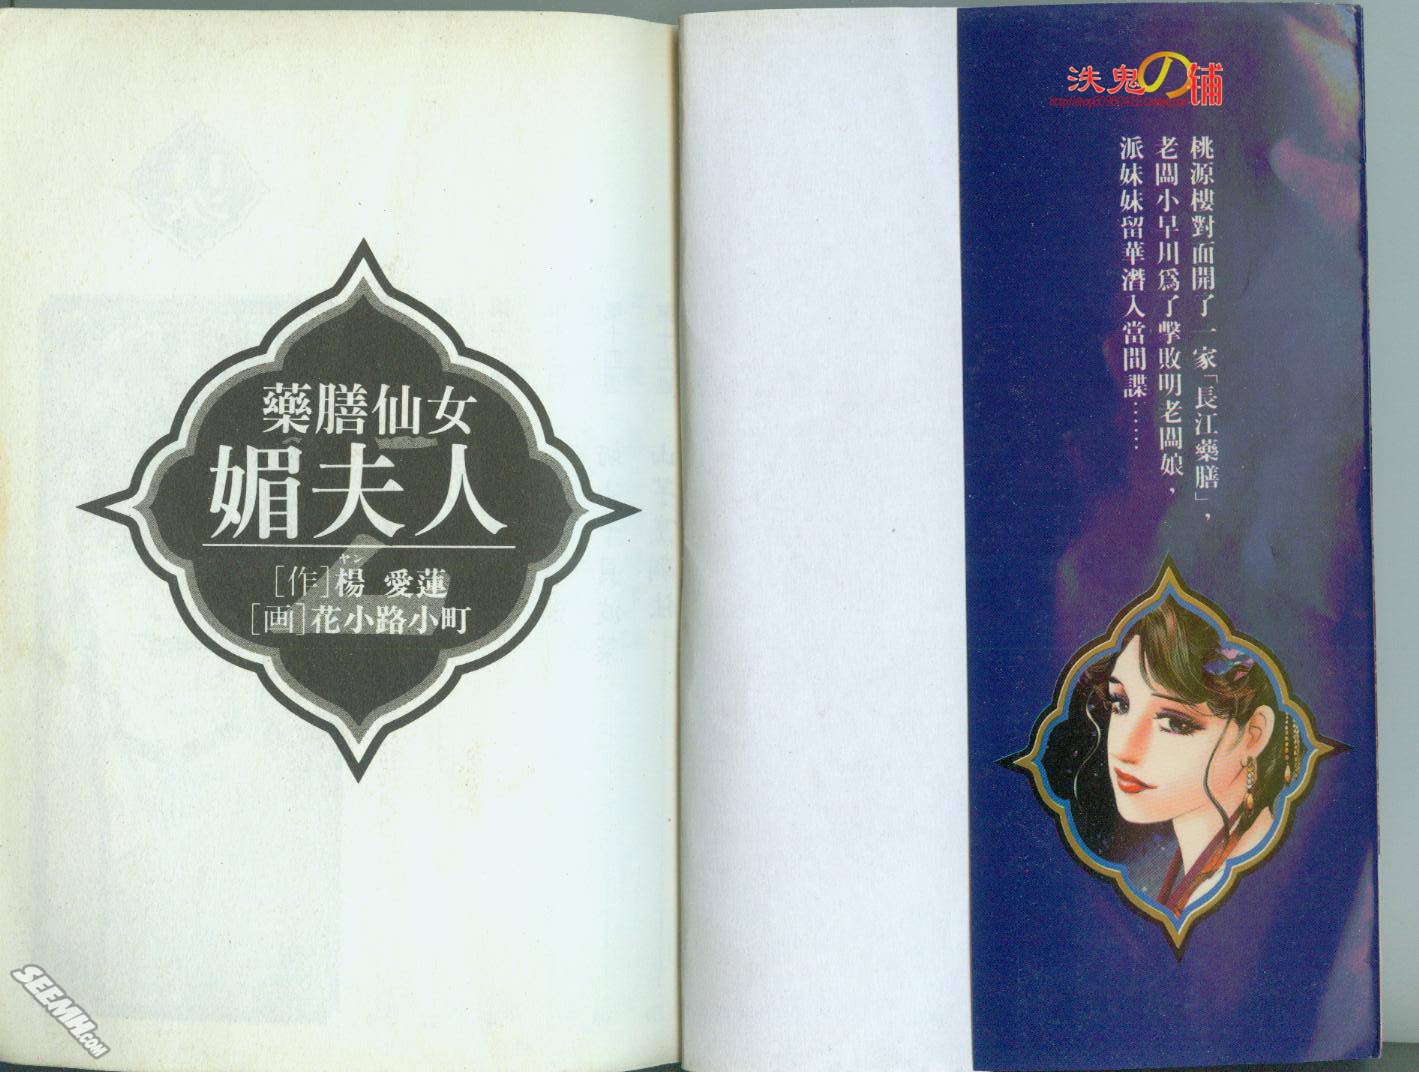 洗鬼の铺
桃源樓對面開了一家「長江藥膳」，
老闆小早川爲了擊敗明老闆娘，
派妹妹留華潛入當間諜……
藥膳仙女
媚夫人
ヤン
[作]楊 愛蓮
[画]花小路小町
SEEMH.COM